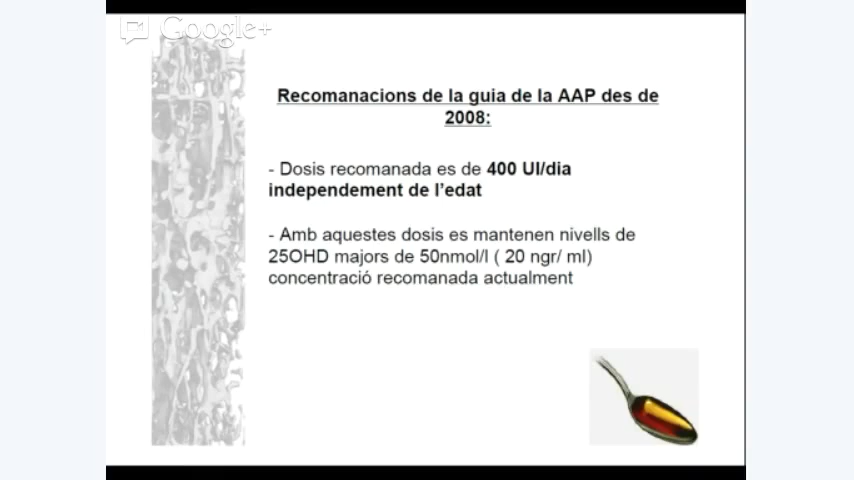 Google+
Recomanacions de la guia de la AAP des de
2008:
- Dosis recomanada es de 400 UI/dia
independement de l'edat
- Amb aquestes dosis es mantenen nivells de
25OHD majors de 50nmol/l ( 20 ngr/ ml)
concentració recomanada actualment